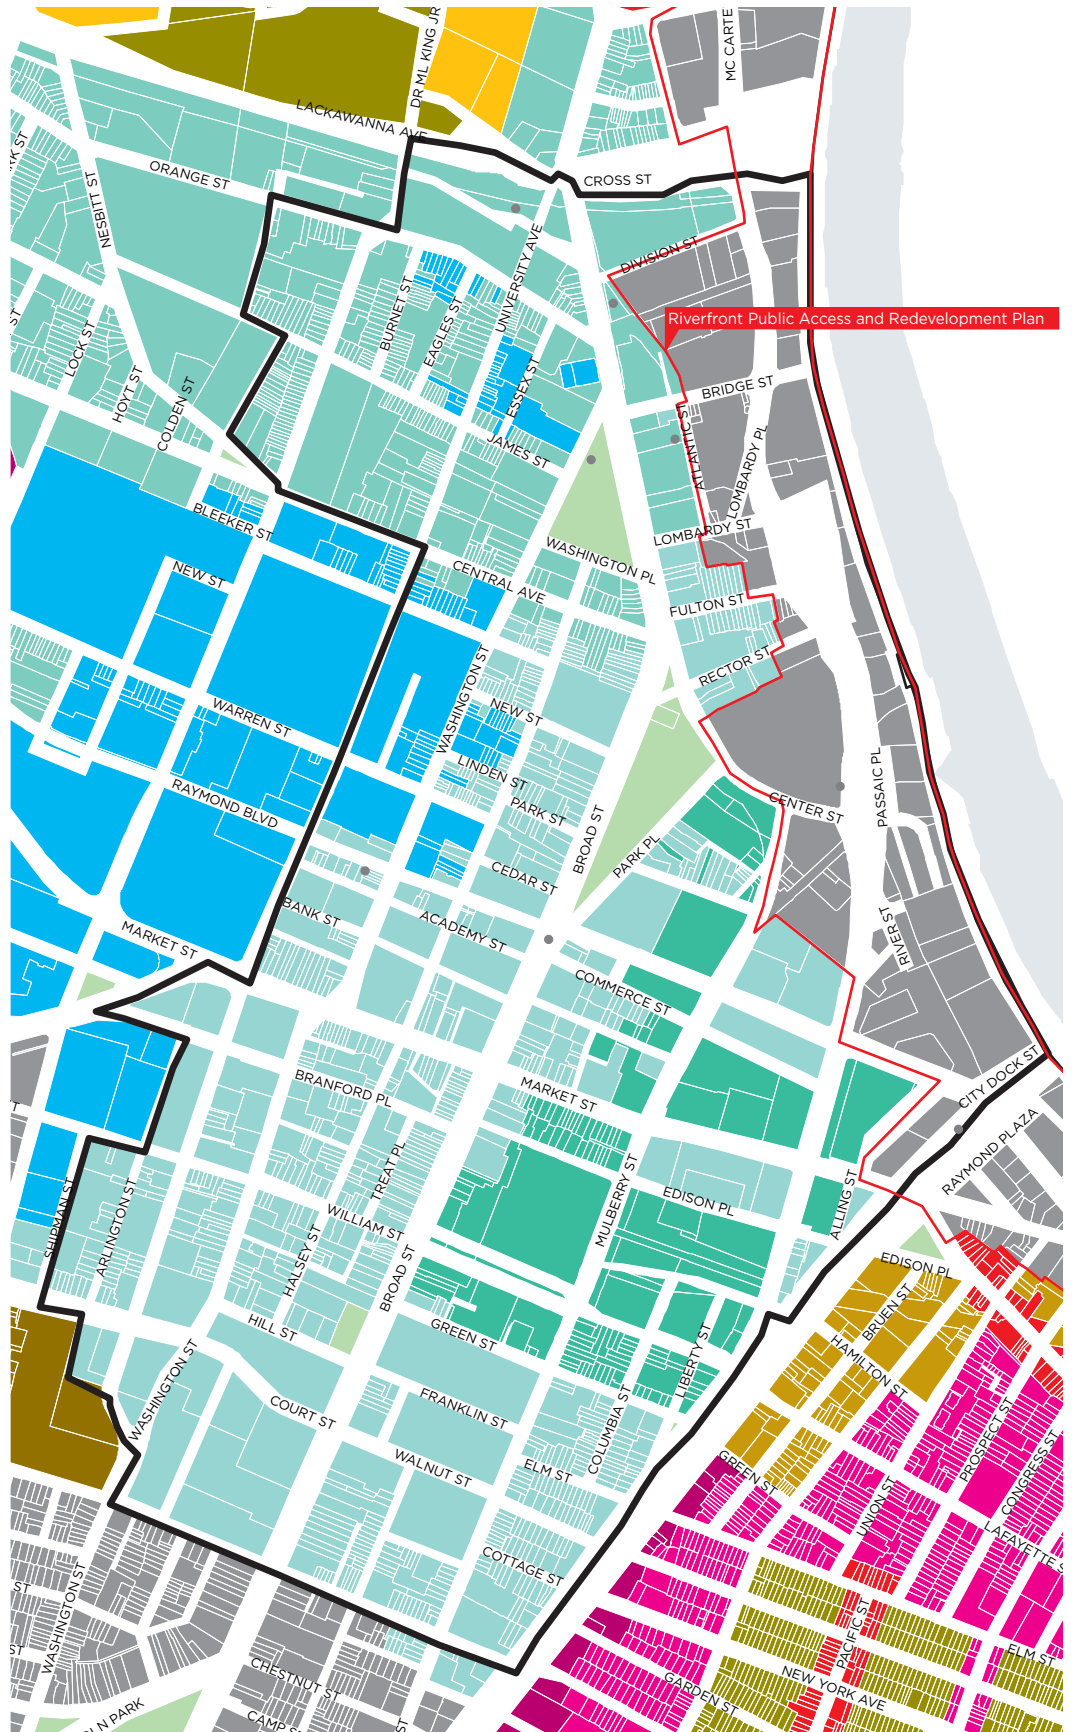 MC CARTE
DR ML KING JR
LACKAWANNA AVE
ORANGE ST
CROSS ST
NESBITT ST
UNIVERSITY AVE
DIVISION ST
BURNET ST
EAGLES ST
Riverfront Public Access and Redevelopment Plan
ST
LOCK ST
HOYT ST
COLDEN ST
ESSEX ST
BRIDGE ST
ATLANTIC ST
LOMBARDY PL
JAMES ST
BLEEKER ST
LOMBARDY ST
WASHINGTON PL
NEW ST
CENTRAL AVE
FULTON ST
RECTOR ST
WASHINGTON ST
NEW ST
WARREN ST
LINDEN ST
PASSAIC PL
RAYMOND BLVD
PARK ST
CENTER ST
BROAD ST
PARK PL
CEDAR ST
BANK ST
ACADEMY ST
MARKET ST
RIVER ST
COMMERCE ST
BRANFORD PL
MARKET ST
CITY DOCK ST
RAYMOND PLAZA
TREAT PL
SHIPMAN ST
ARLINGTON ST
MULBERRY ST
EDISON PL
ALLING ST
WILLIAM ST
HALSEY ST
BROAD ST
EDISON PL
BRUEN ST
HILL ST
GREEN ST
LIBERTY ST
HAMILTON ST
WASHINGTON ST
COURT ST
FRANKLIN ST
COLUMBIA ST
PROSPECT ST
CONGRESS ST
WALNUT ST
ELM ST
GREEN ST
UNION ST
LAFAYETTE S
COTTAGE ST
ST
WASHINGTON ST
ST
PACIFIC ST
ELM ST
CHESTNUT ST
GARDEN ST
NEW YORK AVE
LN PARK
CAMP S
ST